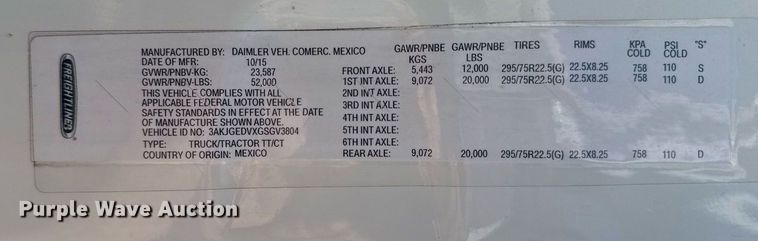 FREIGHTLINER
MANUFACTURED BY: DAIMLER VEH. COMERC. MEXICO GAWR/PNBE KGS GAWR/PNBE LBS TIRES RIMS KPA COLD PSI COLD "S"
DATE OF MFR: 10/15
GVWR/PNBV-KG: 23,587 FRONT AXLE: 5,443 12,000 295/75R22.5(G) 22.5X8.25 758 110 S
GVWR/PNBV-LBS: 52,000 1ST INT AXLE: 9,072 20,000 295/75R22.5(G) 22.5X8.25 758 110 D
THIS VEHICLE COMPLIES WITH ALL 2ND INT AXLE:
APPLICABLE FEDERAL MOTOR VEHICLE 3RD INT AXLE:
SAFETY STANDARDS IN EFFECT AT THE DATE 4TH INT AXLE:
OF MANUFACTURE SHOWN ABOVE.
VEHICLE ID NO: 3AKJGEDVXGSGV3804 5TH INT AXLE:
TYPE: TRUCK/TRACTOR TT/CT 6TH INT AXLE:
COUNTRY OF ORIGIN: MEXICO REAR AXLE: 9,072 20,000 295/75R22.5(G) 22.5X8.25 758 110 D
Purple Wave Auction